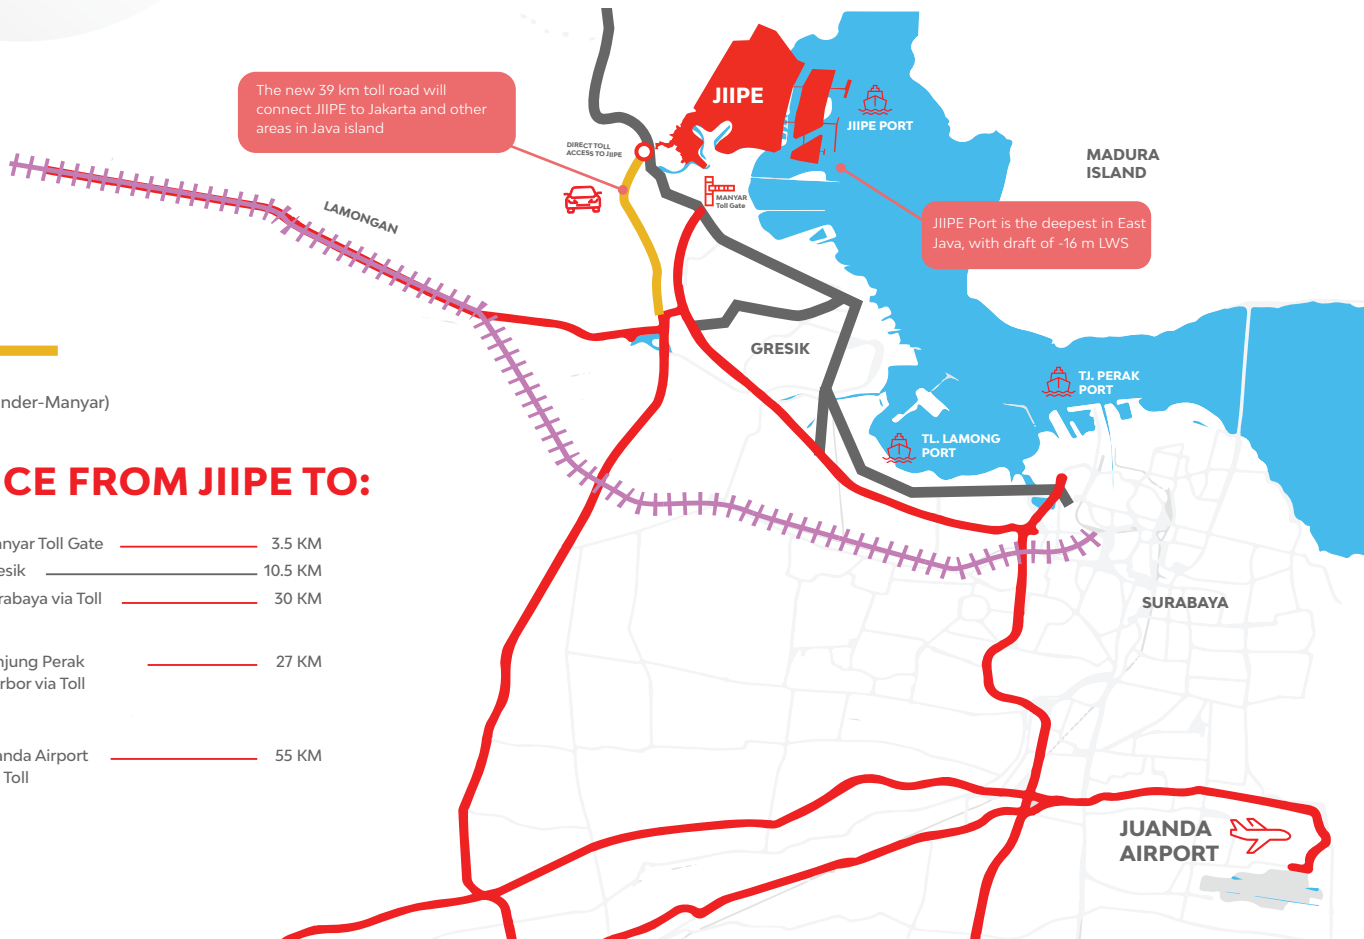 The new 39 km toll road will
connect JIIPE to Jakarta and other
areas in Java island
JIIPE
JIIPE PORT
DIRECT TOLL
ACCESS TO JIIPE
MADURA
ISLAND
MANYAR
Toll Gate
LAMONGAN
JIIPE Port is the deepest in East
Java, with draft of -16 m LWS
GRESIK
TJ. PERAK
PORT
nder-Manyar)
TL. LAMONG
PORT
CE FROM JIIPE TO:
anyar Toll Gate 3.5 KM
esik 10.5 KM
rabaya via Toll 30 KM
SURABAYA
njung Perak 27 KM
rbor via Toll
anda Airport 55 KM
Toll
JUANDA
AIRPORT